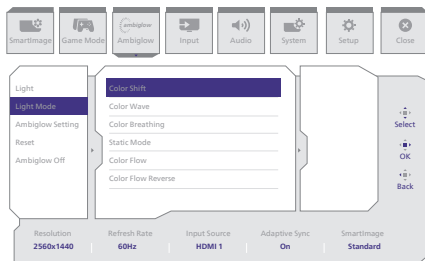 SmartImage
Game Mode
ambiglow
Ambiglow
Input
Audio
System
Setup
Close
Light
Light Mode
Ambiglow Setting
Reset
Ambiglow Off
Color Shift
Color Wave
Color Breathing
Static Mode
Color Flow
Color Flow Reverse
Select
OK
Back
Resolution
2560x1440
Refresh Rate
60Hz
Input Source
HDMI 1
Adaptive Sync
On
SmartImage
Standard